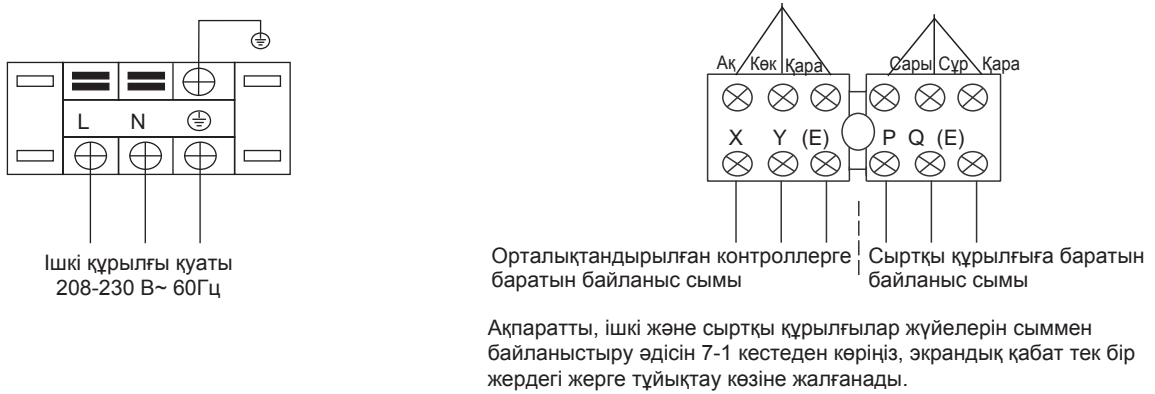 Ақ Көк Қара Сары Сұр Қара
L N
X Y (E) P Q (E)
Ішкі құрылғы қуаты
208-230 В~ 60Гц
Орталықтандырылған контроллерге
баратын байланыс сымы
Сыртқы құрылғыға баратын
байланыс сымы
Ақпаратты, ішкі және сыртқы құрылғылар жүйелерін сыммен
байланыстыру әдісін 7-1 кестеден көріңіз, экрандық қабат тек бір
жердегі жерге тұйықтау көзіне жалғанады.